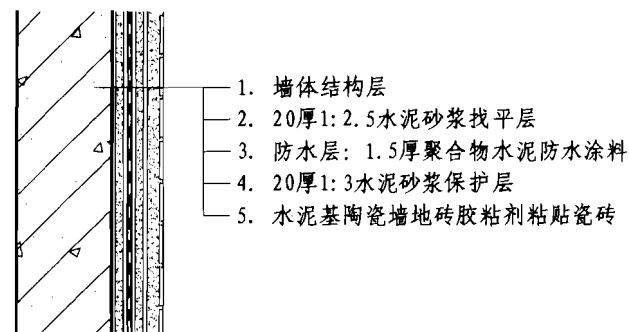 1. 墙体结构层
2. 20厚1:2.5水泥砂浆找平层
3. 防水层: 1.5厚聚合物水泥防水涂料
4. 20厚1:3水泥砂浆保护层
5. 水泥基陶瓷墙地砖胶粘剂粘贴瓷砖